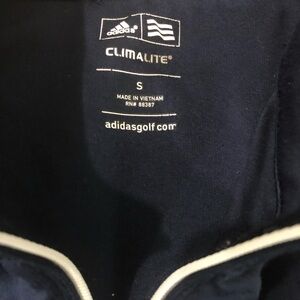 adidas
CLIMALITE®
S
MADE IN VIETNAM
RN# 88387
adidasgolf.com